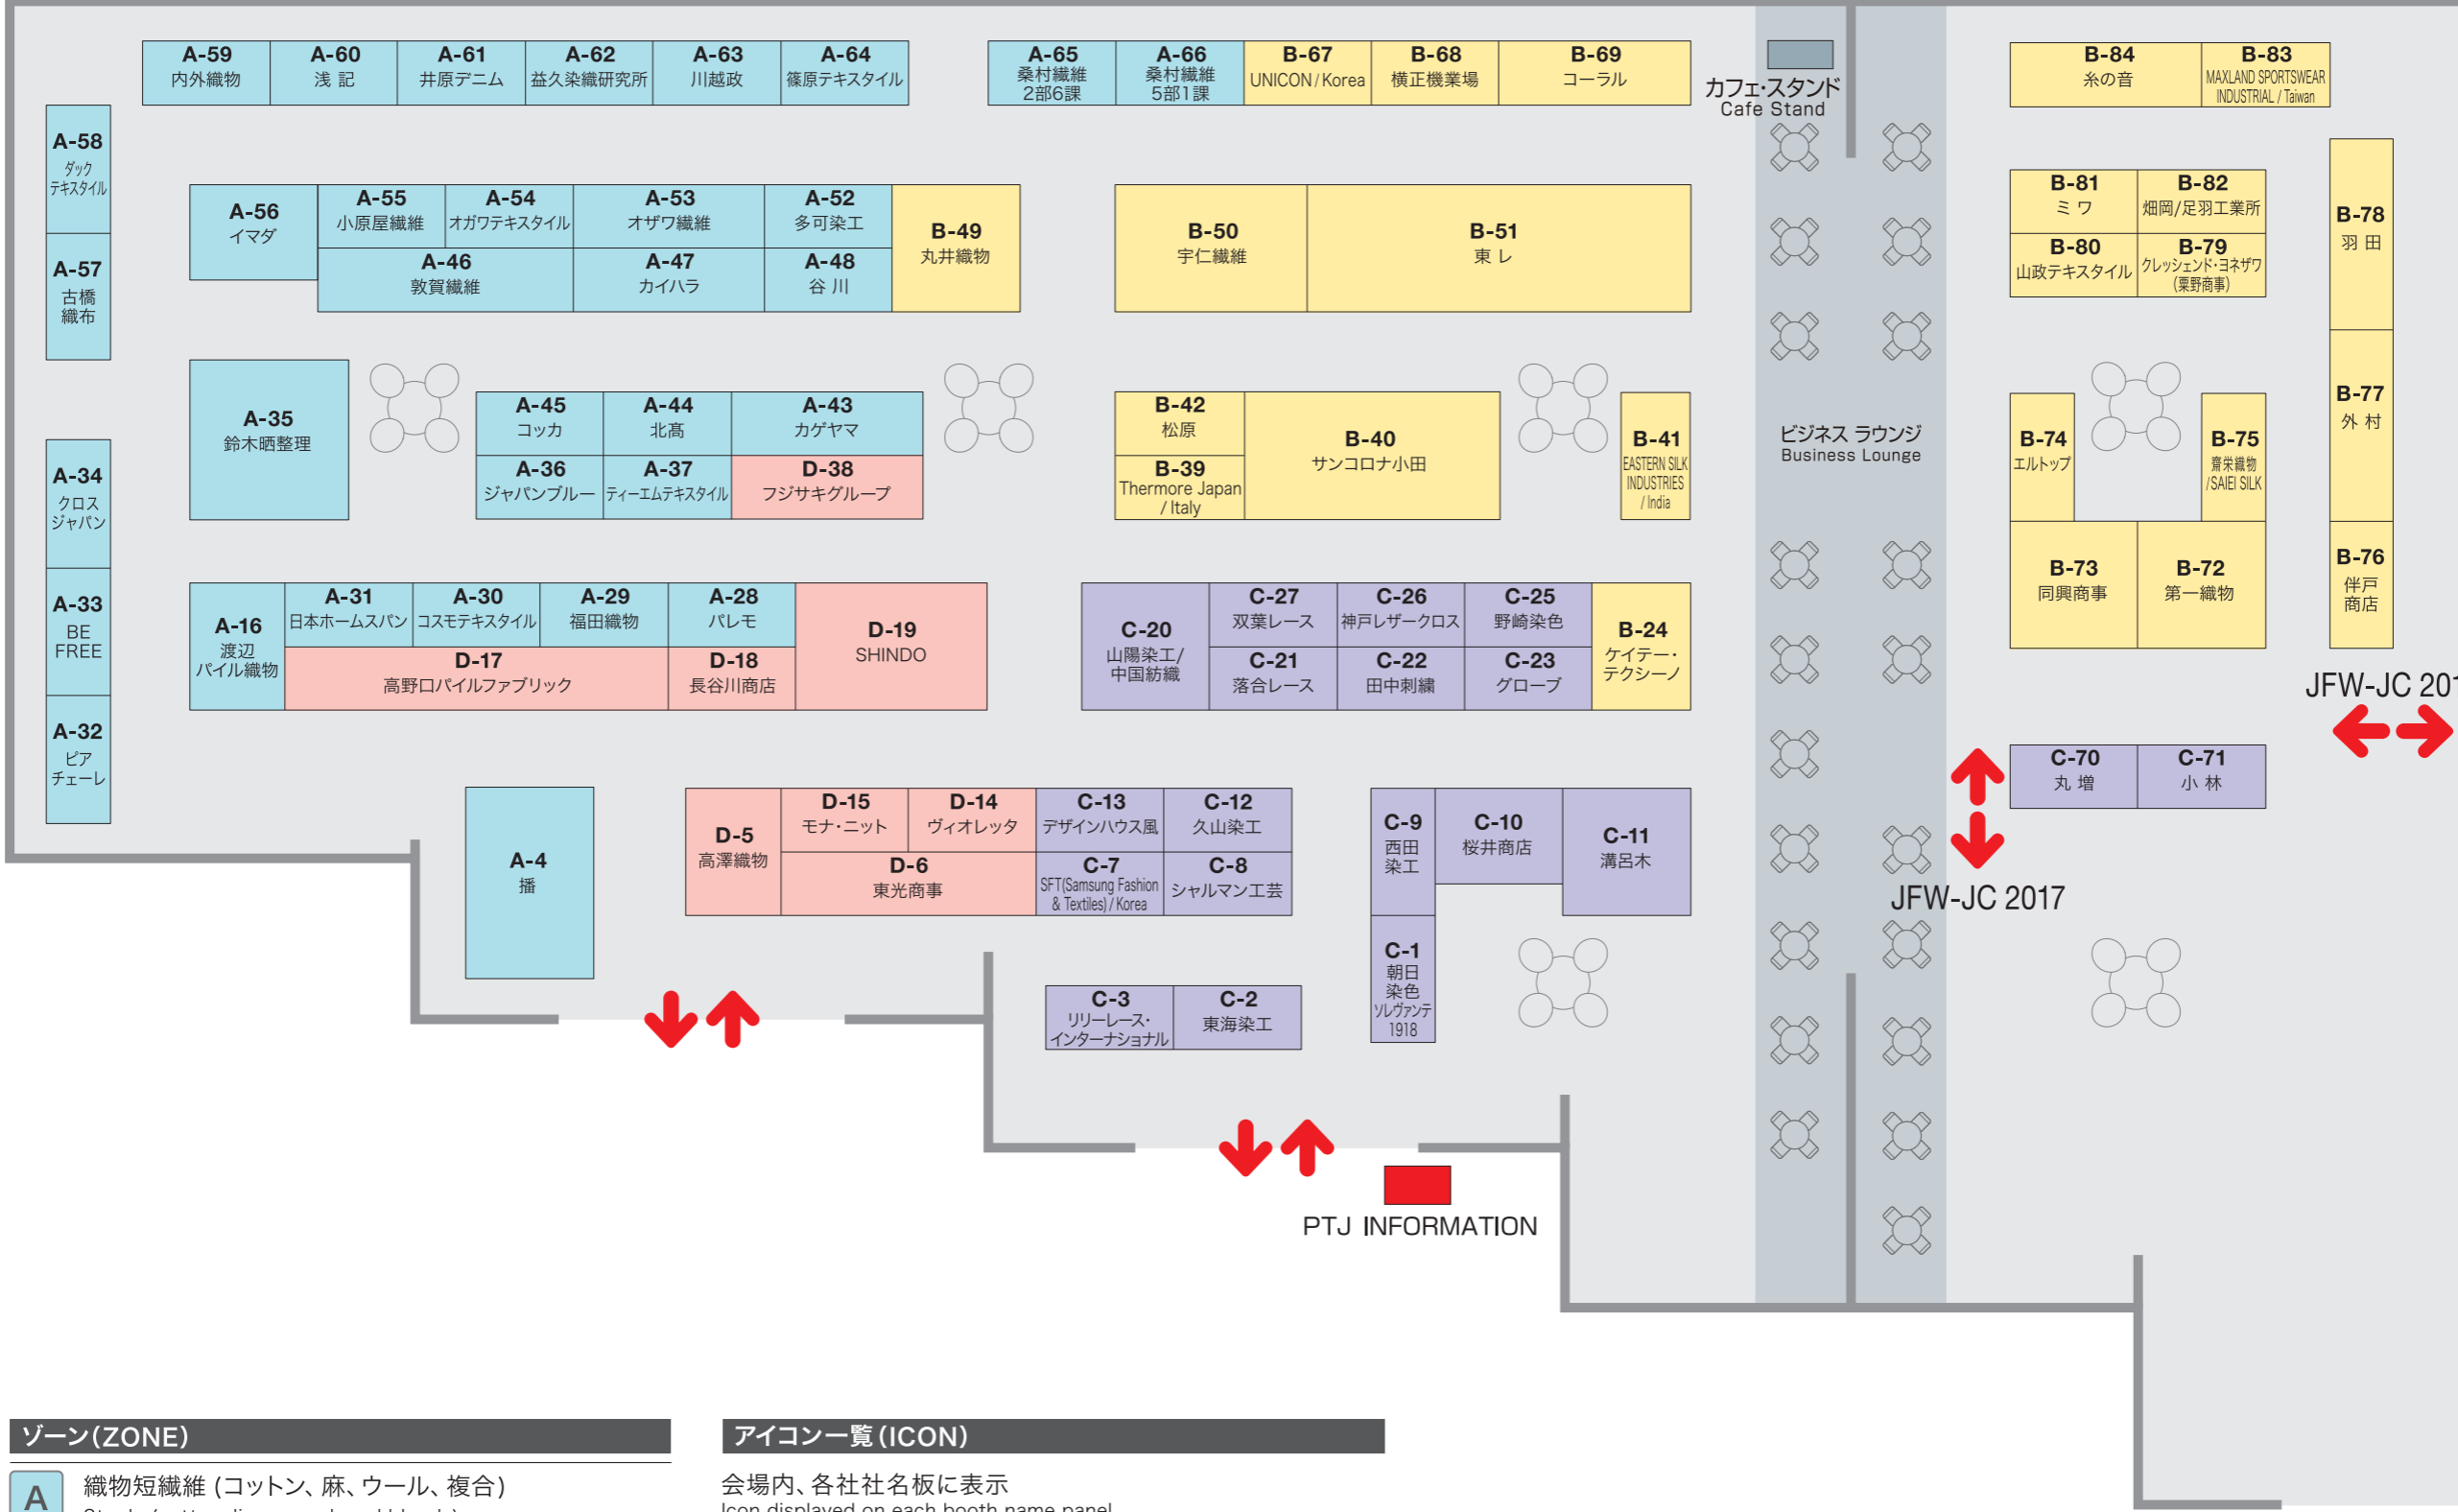 A-59
内外織物
A-60
浅 記
A-61
井原デニム
A-62
益久染織研究所
A-63
川越政
A-64
篠原テキスタイル
A-65
桑村繊維
2部6課
A-66
桑村繊維
5部1課
B-67
UNICON / Korea
B-68
横正機業場
B-69
コーラル
カフェ・スタンド
Cafe Stand
B-84
糸の音
B-83
MAXLAND SPORTSWEAR
INDUSTRIAL / Taiwan
A-58
ダック
テキスタイル
A-57
古橋
織布
A-56
イマダ
A-55
小原屋繊維
A-54
オガワテキスタイル
A-53
オザワ繊維
A-52
多可染工
B-49
丸井織物
A-46
敦賀繊維
A-47
カイハラ
A-48
谷 川
B-50
宇仁繊維
B-51
東 レ
B-81
ミ ワ
B-82
畑岡/足羽工業所
B-80
山政テキスタイル
B-79
クレッシェンド・ヨネザワ
(粟野商事)
B-78
羽 田
A-35
鈴木晒整理
A-45
コッカ
A-44
北髙
A-43
カゲヤマ
A-36
ジャパンブルー
A-37
ティーエムテキスタイル
D-38
フジサキグループ
B-42
松原
B-39
Thermore Japan
/ Italy
B-40
サンコロナ小田
B-41
EASTERN SILK
INDUSTRIES
/ India
ビジネス ラウンジ
Business Lounge
B-74
エルトップ
B-75
齋栄織物
/SAIEI SILK
B-77
外 村
A-34
クロス
ジャパン
A-33
BE
FREE
A-32
ピア
チェーレ
A-16
渡辺
パイル織物
A-31
日本ホームスパン
A-30
コスモテキスタイル
A-29
福田織物
A-28
パレモ
D-17
高野口パイルファブリック
D-18
長谷川商店
D-19
SHINDO
C-20
山陽染工/
中国紡織
C-27
双葉レース
C-26
神戸レザークロス
C-25
野崎染色
C-21
落合レース
C-22
田中刺繍
C-23
グローブ
B-24
ケイテー・
テクシーノ
B-73
同興商事
B-72
第一織物
B-76
伴戸
商店
JFW-JC 201
C-70
丸 増
C-71
小 林
JFW-JC 2017
A-4
播
D-5
高澤織物
D-15
モナ・ニット
D-14
ヴィオレッタ
D-6
東光商事
C-13
デザインハウス風
C-12
久山染工
C-7
SFT(Samsung Fashion
& Textiles) / Korea
C-8
シャルマン工芸
C-9
西田
染工
C-10
桜井商店
C-11
溝呂木
C-1
朝日
染色
ソレヴァンテ
1918
C-3
リリーレース・
インターナショナル
C-2
東海染工
PTJ INFORMATION
ゾーン(ZONE)
A
織物短繊維 (コットン、麻、ウール、複合)
アイコン一覧(ICON)
会場内、各社社名板に表示
Icon displayed on each booth name panel